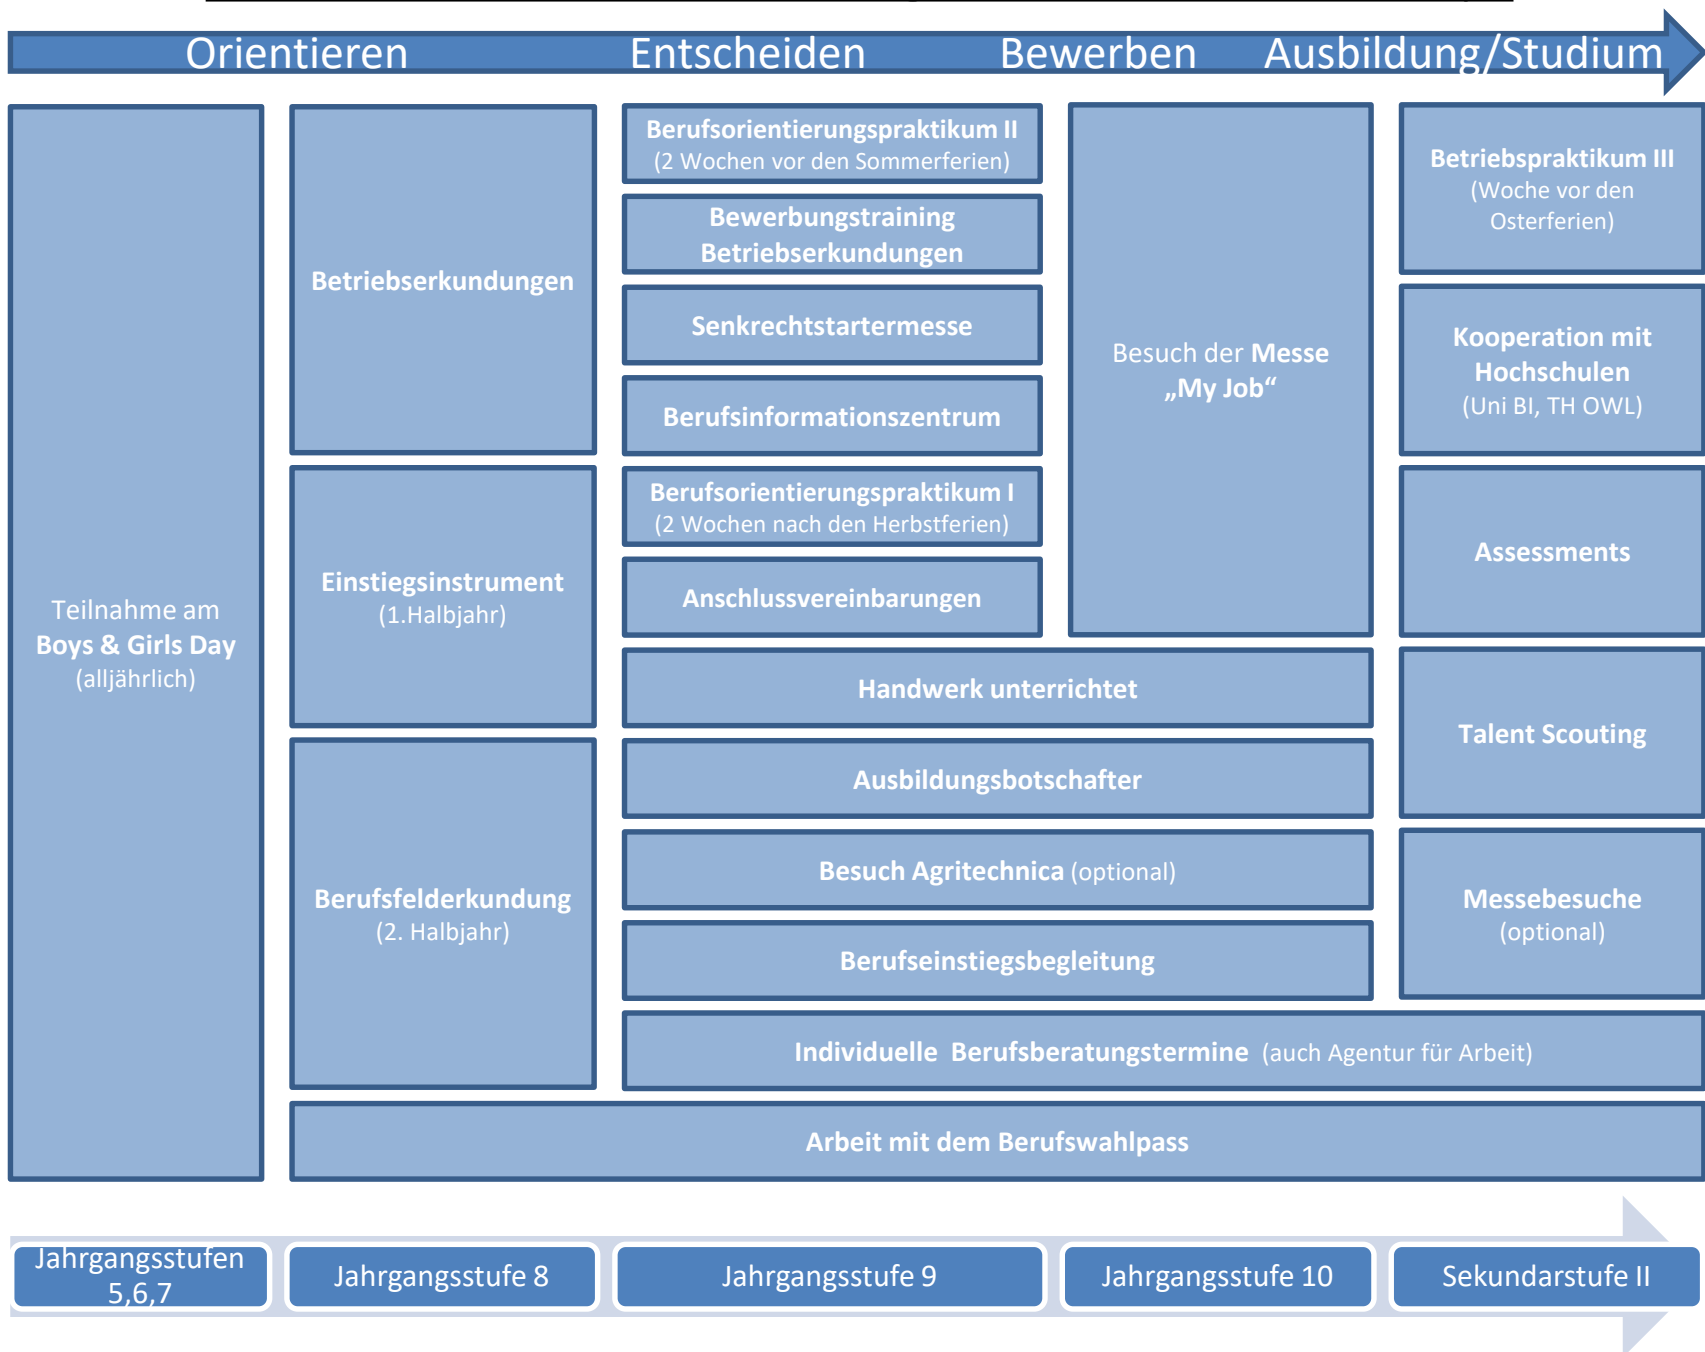 Orientieren Entscheiden Bewerben Ausbildung/Studium
Teilnahme am
Boys & Girls Day
(alljährlich)
Betriebserkundungen
Einstiegsinstrument
(1.Halbjahr)
Berufsfelderkundung
(2. Halbjahr)
Berufsorientierungspraktikum II
(2 Wochen vor den Sommerferien)
Bewerbungstraining
Betriebserkundungen
Senkrechtstartermesse
Berufsinformationszentrum
Berufsorientierungspraktikum I
(2 Wochen nach den Herbstferien)
Anschlussvereinbarungen
Besuch der Messe
„My Job“
Handwerk unterrichtet
Ausbildungsbotschafter
Besuch Agritechnica (optional)
Berufseinstiegsbegleitung
Betriebspraktikum III
(Woche vor den
Osterferien)
Kooperation mit
Hochschulen
(Uni BI, TH OWL)
Assessments
Talent Scouting
Messebesuche
(optional)
Individuelle Berufsberatungstermine (auch Agentur für Arbeit)
Arbeit mit dem Berufswahlpass
Jahrgangsstufen
5,6,7
Jahrgangsstufe 8
Jahrgangsstufe 9
Jahrgangsstufe 10
Sekundarstufe II